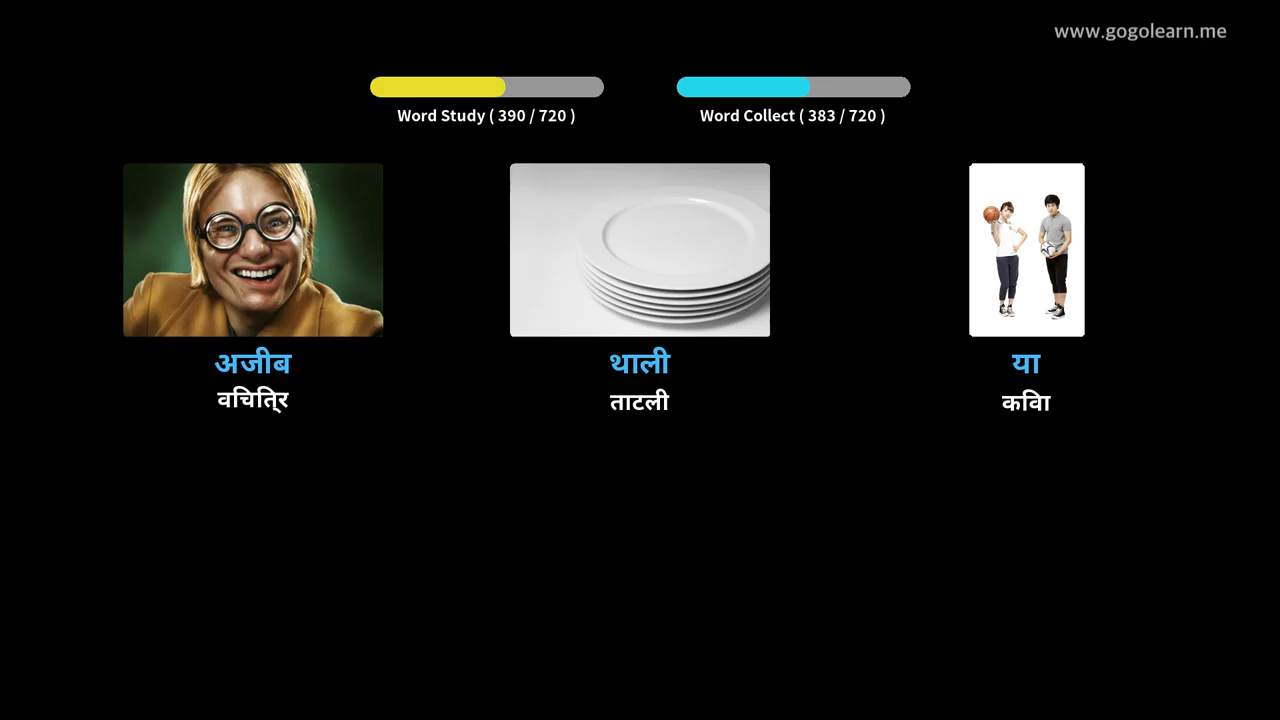 www.gogolearn.me
Word Study ( 390 / 720 )
Word Collect ( 383 / 720 )
अजीब
थाली
या
वचिति्र
ताटली
कविा